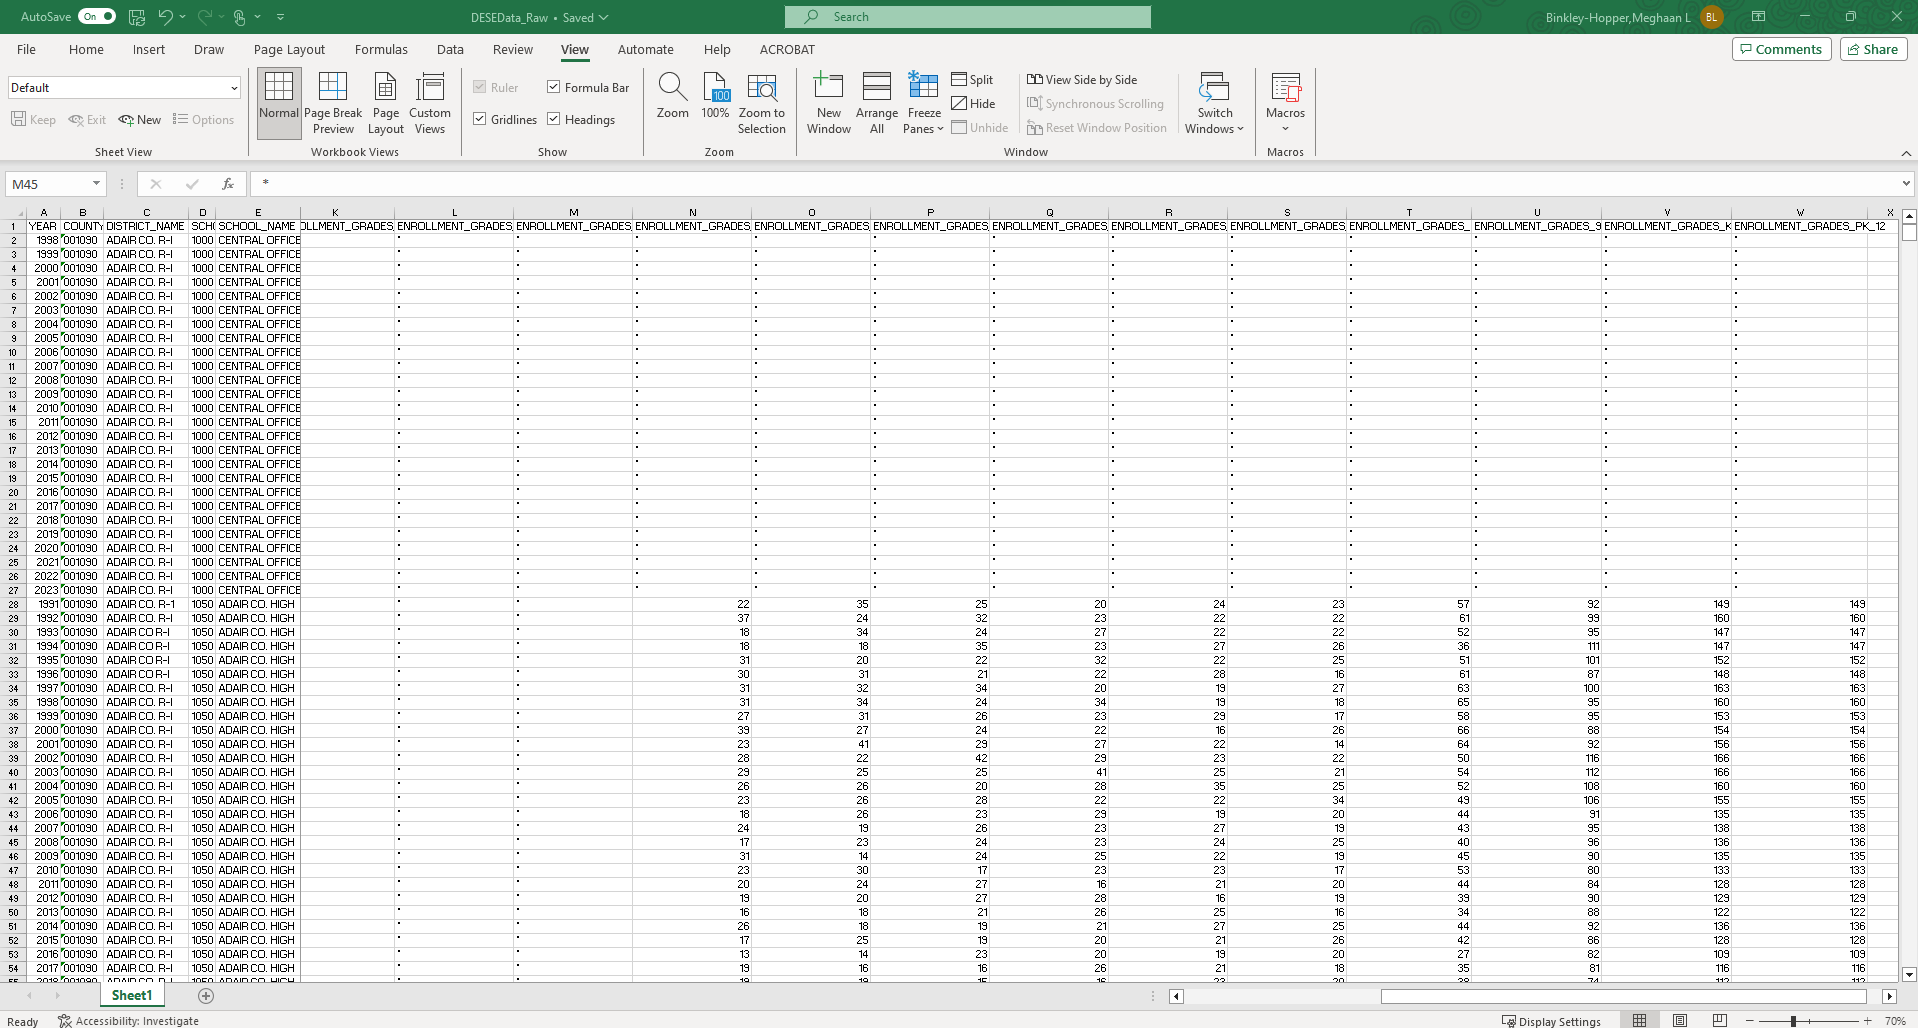 AutoSave On DESEData_Raw • Saved Search Binkley-Hopper,Meghaan L BL
File Home Insert Draw Page Layout Formulas Data Review View Automate Help ACROBAT Comments Share
Default
Keep Exit New Options
Sheet View
Normal Page Break Preview Page Layout Custom Views
Workbook Views
Ruler Formula Bar
Gridlines Headings
Show
Zoom 100 100% Zoom to Selection
Zoom
New Window Arrange All Freeze Panes
Split Hide Unhide
View Side by Side
Synchronous Scrolling
Reset Window Position
Switch Windows
Window
Macros
Macros
M45 fx *
A B C D E K L M N O P Q R S T U V W X
1 YEAR COUNTY DISTRICT_NAME SCH SCHOOL_NAME OLLMENT_GRADES ENROLLMENT_GRADES ENROLLMENT_GRADES ENROLLMENT_GRADES ENROLLMENT_GRADES ENROLLMENT_GRADES ENROLLMENT_GRADES ENROLLMENT_GRADES ENROLLMENT_GRADES ENROLLMENT_GRADES_ ENROLLMENT_GRADES_9 ENROLLMENT_GRADES_K ENROLLMENT_GRADES_PK_12
2 1998 001090 ADAIR CO. R-I 1000 CENTRAL OFFICE * * * * * * * * * * * *
3 1999 001090 ADAIR CO. R-I 1000 CENTRAL OFFICE * * * * * * * * * * * *
4 2000 001090 ADAIR CO. R-I 1000 CENTRAL OFFICE * * * * * * * * * * * *
5 2001 001090 ADAIR CO. R-I 1000 CENTRAL OFFICE * * * * * * * * * * * *
6 2002 001090 ADAIR CO. R-I 1000 CENTRAL OFFICE * * * * * * * * * * * *
7 2003 001090 ADAIR CO. R-I 1000 CENTRAL OFFICE * * * * * * * * * * * *
8 2004 001090 ADAIR CO. R-I 1000 CENTRAL OFFICE * * * * * * * * * * * *
9 2005 001090 ADAIR CO. R-I 1000 CENTRAL OFFICE * * * * * * * * * * * *
10 2006 001090 ADAIR CO. R-I 1000 CENTRAL OFFICE * * * * * * * * * * * *
11 2007 001090 ADAIR CO. R-I 1000 CENTRAL OFFICE * * * * * * * * * * * *
12 2008 001090 ADAIR CO. R-I 1000 CENTRAL OFFICE * * * * * * * * * * * *
13 2009 001090 ADAIR CO. R-I 1000 CENTRAL OFFICE * * * * * * * * * * * *
14 2010 001090 ADAIR CO. R-I 1000 CENTRAL OFFICE * * * * * * * * * * * *
15 2011 001090 ADAIR CO. R-I 1000 CENTRAL OFFICE * * * * * * * * * * * *
16 2012 001090 ADAIR CO. R-I 1000 CENTRAL OFFICE * * * * * * * * * * * *
17 2013 001090 ADAIR CO. R-I 1000 CENTRAL OFFICE * * * * * * * * * * * *
18 2014 001090 ADAIR CO. R-I 1000 CENTRAL OFFICE * * * * * * * * * * * *
19 2015 001090 ADAIR CO. R-I 1000 CENTRAL OFFICE * * * * * * * * * * * *
20 2016 001090 ADAIR CO. R-I 1000 CENTRAL OFFICE * * * * * * * * * * * *
21 2017 001090 ADAIR CO. R-I 1000 CENTRAL OFFICE * * * * * * * * * * * *
22 2018 001090 ADAIR CO. R-I 1000 CENTRAL OFFICE * * * * * * * * * * * *
23 2019 001090 ADAIR CO. R-I 1000 CENTRAL OFFICE * * * * * * * * * * * *
24 2020 001090 ADAIR CO. R-I 1000 CENTRAL OFFICE * * * * * * * * * * * *
25 2021 001090 ADAIR CO. R-I 1000 CENTRAL OFFICE * * * * * * * * * * * *
26 2022 001090 ADAIR CO. R-I 1000 CENTRAL OFFICE * * * * * * * * * * * *
27 2023 001090 ADAIR CO. R-I 1000 CENTRAL OFFICE * * * * * * * * * * * *
28 1991 001090 ADAIR CO. R-1 1050 ADAIR CO. HIGH * * 22 35 25 20 24 23 57 92 149 149
29 1992 001090 ADAIR CO. R-I 1050 ADAIR CO. HIGH * * 37 24 32 23 22 22 61 99 160 160
30 1993 001090 ADAIR CO R-I 1050 ADAIR CO. HIGH * * 18 34 24 27 22 22 52 95 147 147
31 1994 001090 ADAIR CO R-I 1050 ADAIR CO. HIGH * * 18 18 35 23 27 26 36 111 147 147
32 1995 001090 ADAIR CO R-I 1050 ADAIR CO. HIGH * * 31 20 22 32 22 25 51 101 152 152
33 1996 001090 ADAIR CO R-I 1050 ADAIR CO. HIGH * * 30 31 21 22 28 16 61 87 148 148
34 1997 001090 ADAIR CO. R-I 1050 ADAIR CO. HIGH * * 31 32 34 20 19 27 63 100 163 163
35 1998 001090 ADAIR CO. R-I 1050 ADAIR CO. HIGH * * 31 34 24 34 19 18 65 95 160 160
36 1999 001090 ADAIR CO. R-I 1050 ADAIR CO. HIGH * * 27 31 26 23 29 17 58 95 153 153
37 2000 001090 ADAIR CO. R-I 1050 ADAIR CO. HIGH * * 39 27 24 22 16 26 66 88 154 154
38 2001 001090 ADAIR CO. R-I 1050 ADAIR CO. HIGH * * 23 41 29 27 22 14 64 92 156 156
39 2002 001090 ADAIR CO. R-I 1050 ADAIR CO. HIGH * * 28 22 42 29 23 22 50 116 166 166
40 2003 001090 ADAIR CO. R-I 1050 ADAIR CO. HIGH * * 29 25 25 41 25 21 54 112 166 166
41 2004 001090 ADAIR CO. R-I 1050 ADAIR CO. HIGH * * 26 26 20 28 35 25 52 108 160 160
42 2005 001090 ADAIR CO. R-I 1050 ADAIR CO. HIGH * * 23 26 28 22 22 34 49 106 155 155
43 2006 001090 ADAIR CO. R-I 1050 ADAIR CO. HIGH * * 18 26 23 29 19 20 44 91 135 135
44 2007 001090 ADAIR CO. R-I 1050 ADAIR CO. HIGH * * 24 19 26 23 27 19 43 95 138 138
45 2008 001090 ADAIR CO. R-I 1050 ADAIR CO. HIGH * * 17 23 24 23 24 25 40 96 136 136
46 2009 001090 ADAIR CO. R-I 1050 ADAIR CO. HIGH * * 31 14 24 25 22 19 45 90 135 135
47 2010 001090 ADAIR CO. R-I 1050 ADAIR CO. HIGH * * 23 30 17 23 23 17 53 80 133 133
48 2011 001090 ADAIR CO. R-I 1050 ADAIR CO. HIGH * * 20 24 27 16 21 20 44 84 128 128
49 2012 001090 ADAIR CO. R-I 1050 ADAIR CO. HIGH * * 19 20 27 28 16 19 39 90 129 129
50 2013 001090 ADAIR CO. R-I 1050 ADAIR CO. HIGH * * 16 18 21 26 25 16 34 88 122 122
51 2014 001090 ADAIR CO. R-I 1050 ADAIR CO. HIGH * * 26 18 19 21 27 25 44 92 136 136
52 2015 001090 ADAIR CO. R-I 1050 ADAIR CO. HIGH * * 17 25 19 20 21 26 42 86 128 128
53 2016 001090 ADAIR CO. R-I 1050 ADAIR CO. HIGH * * 13 14 23 20 19 20 27 82 109 109
54 2017 001090 ADAIR CO. R-I 1050 ADAIR CO. HIGH * * 19 16 16 26 21 18 35 81 116 116
Sheet1
Ready Accessibility: Investigate Display Settings 70%